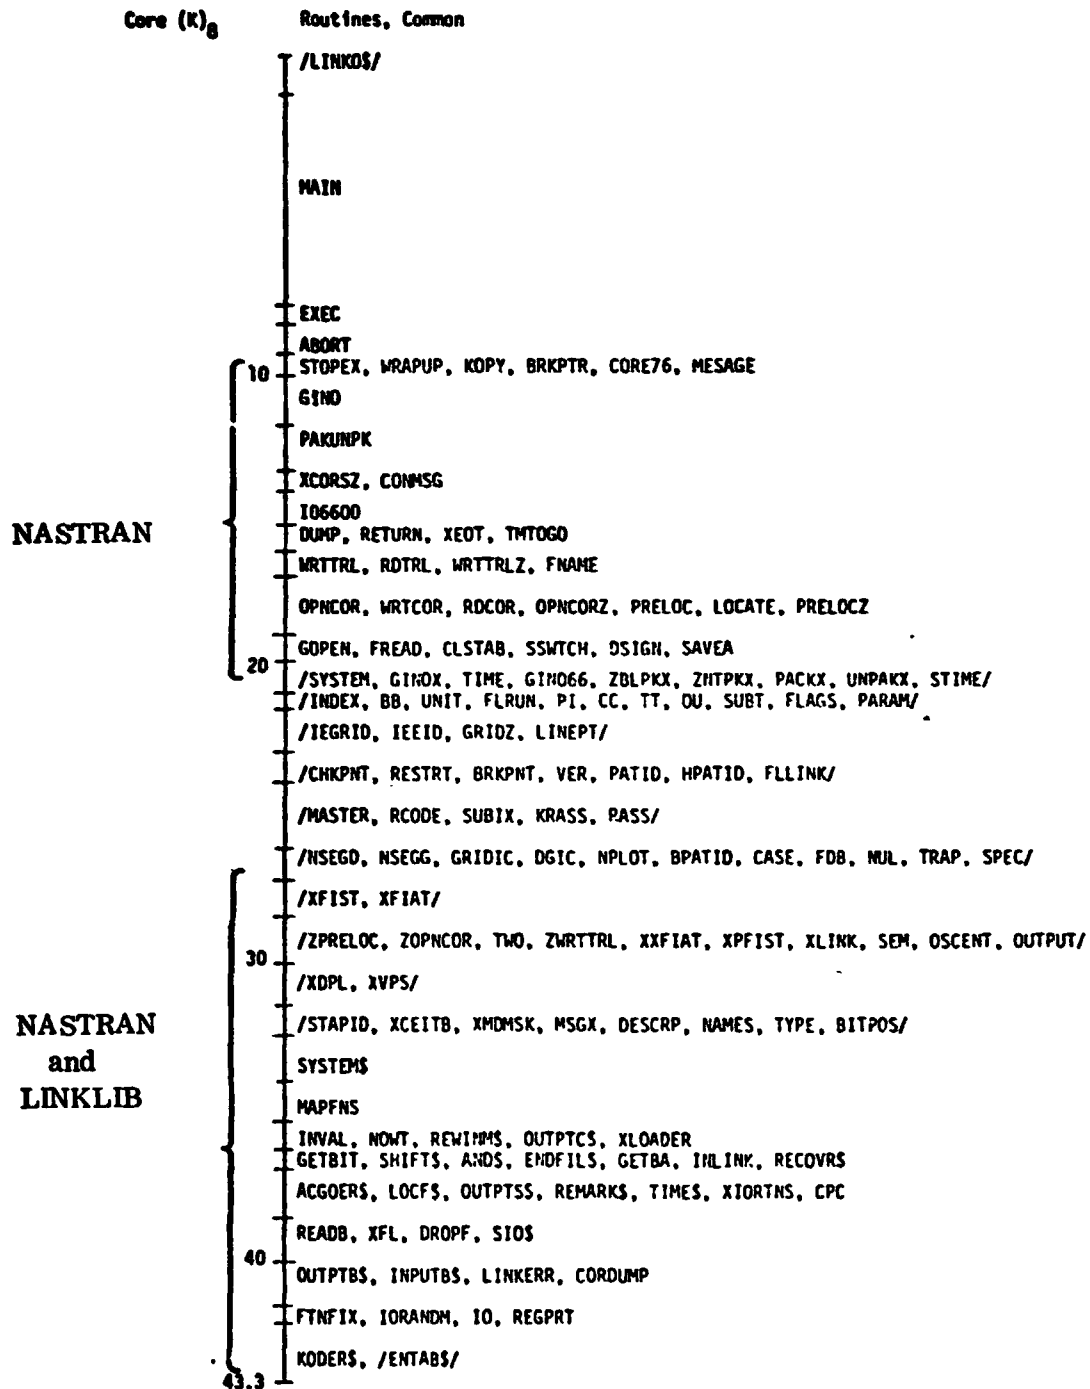 Core (K)8 Routines, Common
/LINKO$/
MAIN
EXEC
ABORT
STOPEX, WRAPUP, KOPY, BRKPTR, CORE76, MESAGE
10
GINO
PAKUNPK
XCORSZ, CONMSG
IO6600
NASTRAN
DUMP, RETURN, XEOT, TMTOGO
WRTTRL, RDTRL, WRTTRLZ, FNAME
OPNCOR, WRTCOR, RDCOR, OPNCORZ, PRELOC, LOCATE, PRELOCZ
GOPEN, FREAD, CLSTAB, SSWTCH, DSIGN, SAVEA
20
/SYSTEM, GINOX, TIME, GINO66, ZBLPKX, ZNTPKX, PACKX, UNPAKX, STIME/
/INDEX, BB, UNIT, FLRUN, PI, CC, TT, OU, SUBT, FLAGS, PARAM/
/IEGRID, IEEID, GRIDZ, LINEPT/
/CHKPNT, RESTRT, BRKPNT, VER, PATID, HPATID, FLLINK/
/MASTER, RCODE, SUBIX, KRASS, PASS/
/NSEGD, NSEGG, GRIDIC, DGIC, NPLOT, BPATID, CASE, FDB, NUL, TRAP, SPEC/
/XFIST, XFIAT/
/ZPRELOC, ZOPNCOR, TWO, ZWRTTRL, XXFIAT, XPFIST, XLINK, SEM, OSCENT, OUTPUT/
30
/XDPL, XVPS/
NASTRAN
and
LINKLIB
/STAPID, XCEITB, XMDMSK, MSGX, DESCRP, NAMES, TYPE, BITPOS/
SYSTEM$
MAPFNS
INVAL, NOWT, REWINM$, OUTPTC$, XLOADER
GETBIT, SHIFT$, AND$, ENDFIL$, GETBA, INLINK, RECOVR$
ACGOER$, LOCF$, OUTPTS$, REMARK$, TIME$, XIORTNS, CPC
READB, XFL, DROPF, SIO$
40
OUTPTB$, INPUTB$, LINKERR, CORDUMP
FTNFIX, IORANDM, IO, REGPRT
KODER$, /ENTAB$/
43.3